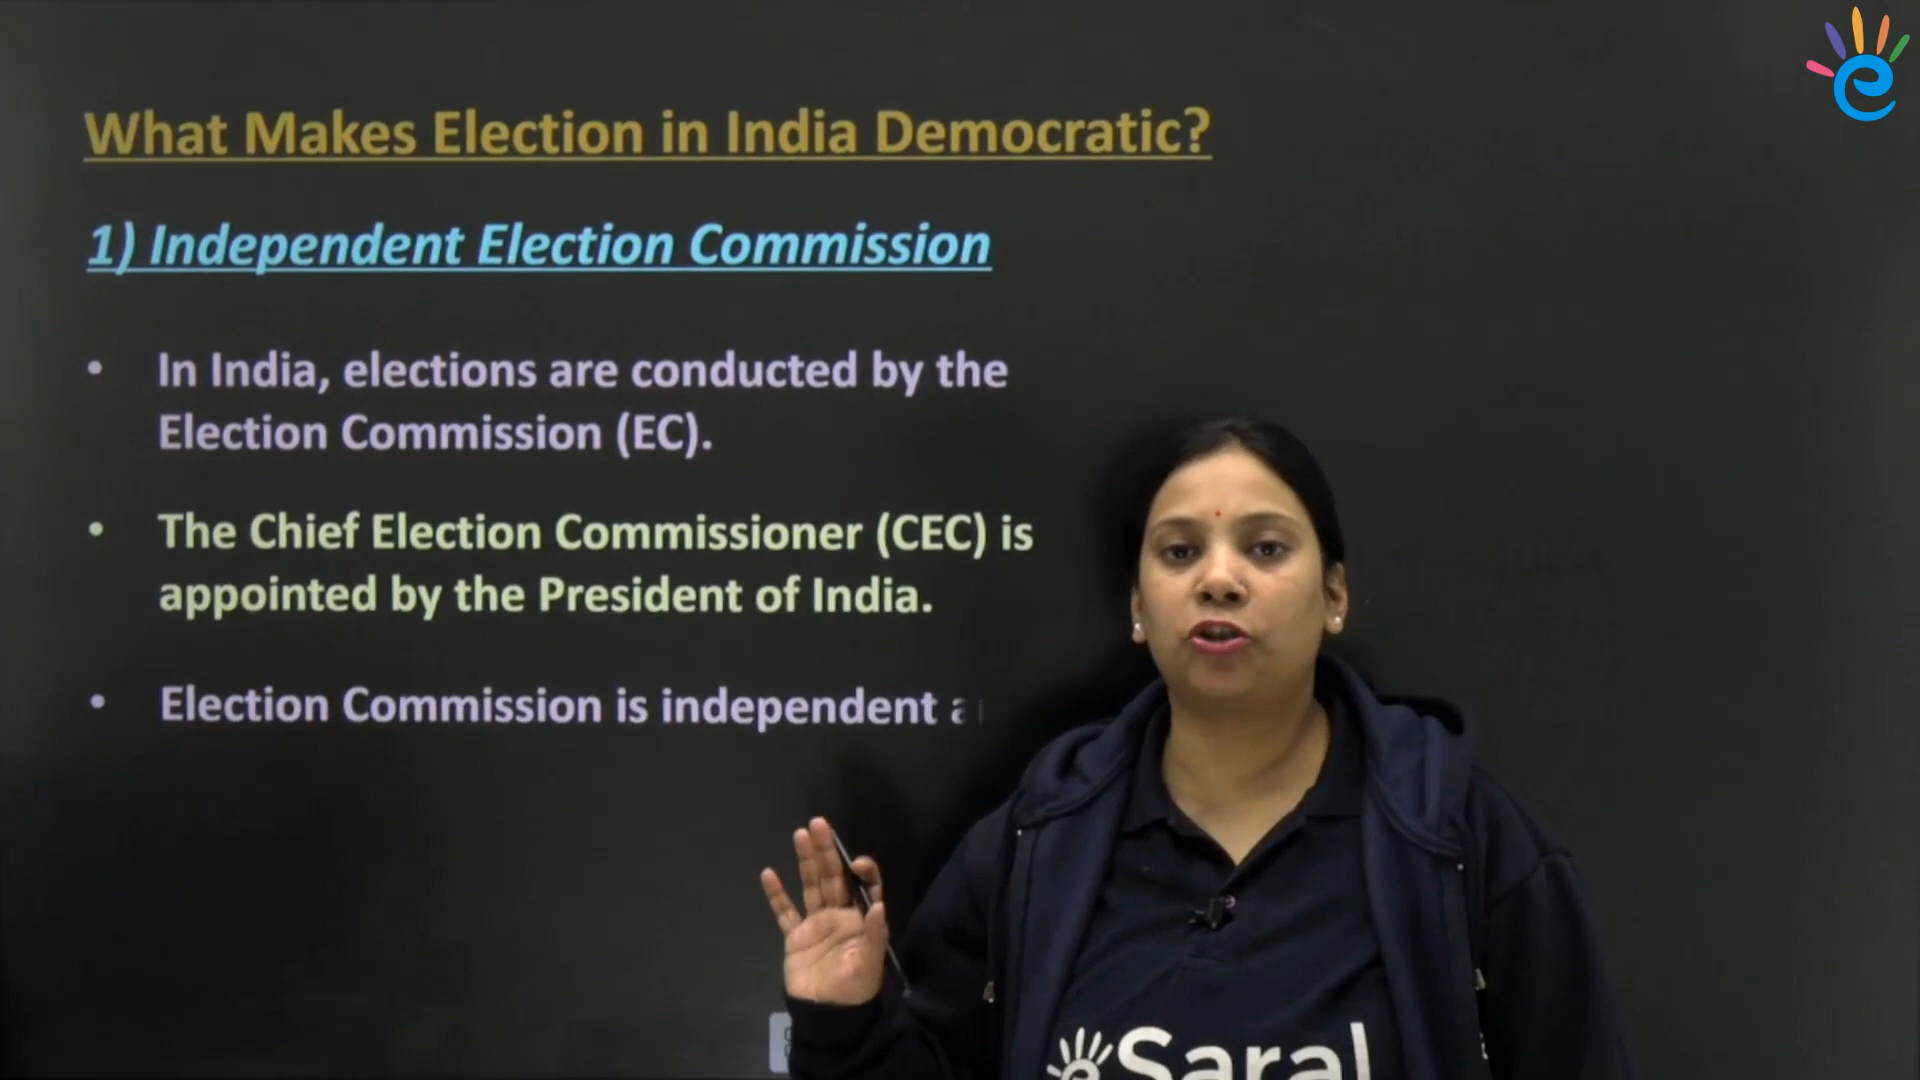 What Makes Election in India Democratic?
1) Independent Election Commission
• In India, elections are conducted by the
Election Commission (EC).
• The Chief Election Commissioner (CEC) is
appointed by the President of India.
• Election Commission is independent
eSaral